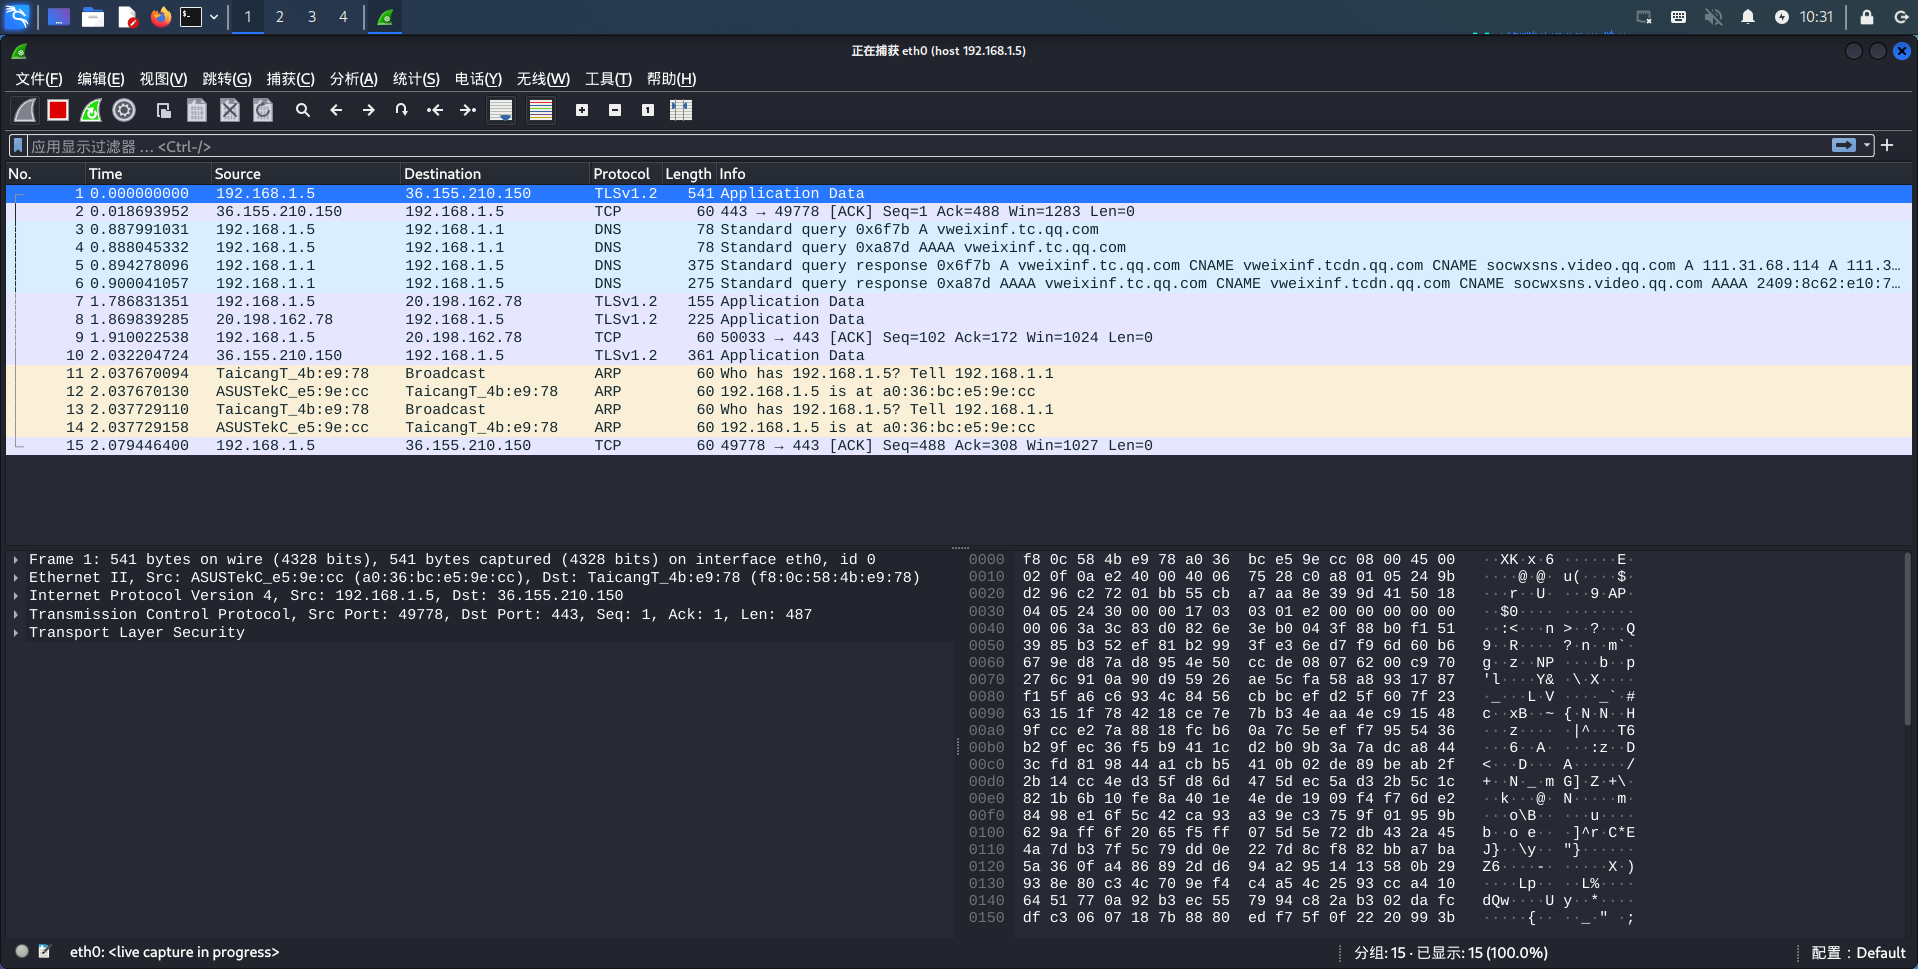 1 2 3 4 10:31
正在捕获 eth0 (host 192.168.1.5)
文件(F) 编辑(E) 视图(V) 跳转(G) 捕获(C) 分析(A) 统计(S) 电话(Y) 无线(W) 工具(T) 帮助(H)
应用显示过滤器 … <Ctrl-/>
No. Time Source Destination Protocol Length Info
1 0.000000000 192.168.1.5 36.155.210.150 TLSv1.2 541 Application Data
2 0.018693952 36.155.210.150 192.168.1.5 TCP 60 443 → 49778 [ACK] Seq=1 Ack=488 Win=1283 Len=0
3 0.887991031 192.168.1.5 192.168.1.1 DNS 78 Standard query 0x6f7b A vweixinf.tc.qq.com
4 0.888045332 192.168.1.5 192.168.1.1 DNS 78 Standard query 0xa87d AAAA vweixinf.tc.qq.com
5 0.894278096 192.168.1.1 192.168.1.5 DNS 375 Standard query response 0x6f7b A vweixinf.tc.qq.com CNAME vweixinf.tcdn.qq.com CNAME socwxsns.video.qq.com A 111.31.68.114 A 111.3…
6 0.900041057 192.168.1.1 192.168.1.5 DNS 275 Standard query response 0xa87d AAAA vweixinf.tc.qq.com CNAME vweixinf.tcdn.qq.com CNAME socwxsns.video.qq.com AAAA 2409:8c62:e10:7…
7 1.786831351 192.168.1.5 20.198.162.78 TLSv1.2 155 Application Data
8 1.869839285 20.198.162.78 192.168.1.5 TLSv1.2 225 Application Data
9 1.910022538 192.168.1.5 20.198.162.78 TCP 60 50033 → 443 [ACK] Seq=102 Ack=172 Win=1024 Len=0
10 2.032204724 36.155.210.150 192.168.1.5 TLSv1.2 361 Application Data
11 2.037670094 TaicangT_4b:e9:78 Broadcast ARP 60 Who has 192.168.1.5? Tell 192.168.1.1
12 2.037670130 ASUSTekC_e5:9e:cc TaicangT_4b:e9:78 ARP 60 192.168.1.5 is at a0:36:bc:e5:9e:cc
13 2.037729110 TaicangT_4b:e9:78 Broadcast ARP 60 Who has 192.168.1.5? Tell 192.168.1.1
14 2.037729158 ASUSTekC_e5:9e:cc TaicangT_4b:e9:78 ARP 60 192.168.1.5 is at a0:36:bc:e5:9e:cc
15 2.079446400 192.168.1.5 36.155.210.150 TCP 60 49778 → 443 [ACK] Seq=488 Ack=308 Win=1027 Len=0
Frame 1: 541 bytes on wire (4328 bits), 541 bytes captured (4328 bits) on interface eth0, id 0
Ethernet II, Src: ASUSTekC_e5:9e:cc (a0:36:bc:e5:9e:cc), Dst: TaicangT_4b:e9:78 (f8:0c:58:4b:e9:78)
Internet Protocol Version 4, Src: 192.168.1.5, Dst: 36.155.210.150
Transmission Control Protocol, Src Port: 49778, Dst Port: 443, Seq: 1, Ack: 1, Len: 487
Transport Layer Security
0000 f8 0c 58 4b e9 78 a0 36 bc e5 9e cc 08 00 45 00 ··XK·x·6 ······E·
0010 02 0f 0a e2 40 00 40 06 75 28 c0 a8 01 05 24 9b ····@·@· u(····$·
0020 d2 96 c2 72 01 bb 55 cb a7 aa 8e 39 9d 41 50 18 ···r··U· ···9·AP·
0030 04 05 24 30 00 00 17 03 03 01 e2 00 00 00 00 00 ··$0···· ········
0040 00 06 3a 3c 83 d0 82 6e 3e b0 04 3f 88 b0 f1 51 ··:<···n >··?···Q
0050 39 85 b3 52 ef 81 b2 99 3f e3 6e d7 f9 6d 60 b6 9··R···· ?·n··m`·
0060 67 9e d8 7a d8 95 4e 50 cc de 08 07 62 00 c9 70 g··z··NP ····b··p
0070 27 6c 91 0a 90 d9 59 26 ae 5c fa 58 a8 93 17 87 'l····Y& ·\·X····
0080 f1 5f a6 c6 93 4c 84 56 cb bc ef d2 5f 60 7f 23 ·_···L·V ····_`·#
0090 63 15 1f 78 42 18 ce 7e 7b b3 4e aa 4e c9 15 48 c··xB··~ {·N·N··H
00a0 9f cc e2 7a 88 18 fc b6 0a 7c 5e ef f7 95 54 36 ···z···· ·|^···T6
00b0 b2 9f ec 36 f5 b9 41 1c d2 b0 9b 3a 7a dc a8 44 ···6··A· ···:z··D
00c0 3c fd 81 98 44 a1 cb b5 41 0b 02 de 89 be ab 2f <···D··· A······/
00d0 2b 14 cc 4e d3 5f d8 6d 47 5d ec 5a d3 2b 5c 1c +··N·_·m G]·Z·+\·
00e0 82 1b 6b 10 fe 8a 40 1e 4e de 19 09 f4 f7 6d e2 ··k···@· N·····m·
00f0 84 98 e1 6f 5c 42 ca 93 a3 9e c3 75 9f 01 95 9b ···o\B·· ···u····
0100 62 9a ff 6f 20 65 f5 ff 07 5d 5e 72 db 43 2a 45 b··o e·· ·]^r·C*E
0110 4a 7d b3 7f 5c 79 dd 0e 22 7d 8c f8 82 bb a7 ba J}··\y·· "}······
0120 5a 36 0f a4 86 89 2d d6 94 a2 95 14 13 58 0b 29 Z6····-· ·····X·)
0130 93 8e 80 c3 4c 70 9e f4 c4 a5 4c 25 93 cc a4 10 ····Lp·· ··L%····
0140 64 51 77 0a 92 b3 ec 55 79 94 c8 2a b3 02 da fc dQw····U y··*····
0150 df c3 06 07 18 7b 88 80 ed f7 5f 0f 22 20 99 3b ·····{·· ··_·" ·;
eth0: <live capture in progress> 分组: 15 · 已显示: 15 (100.0%) 配置：Default